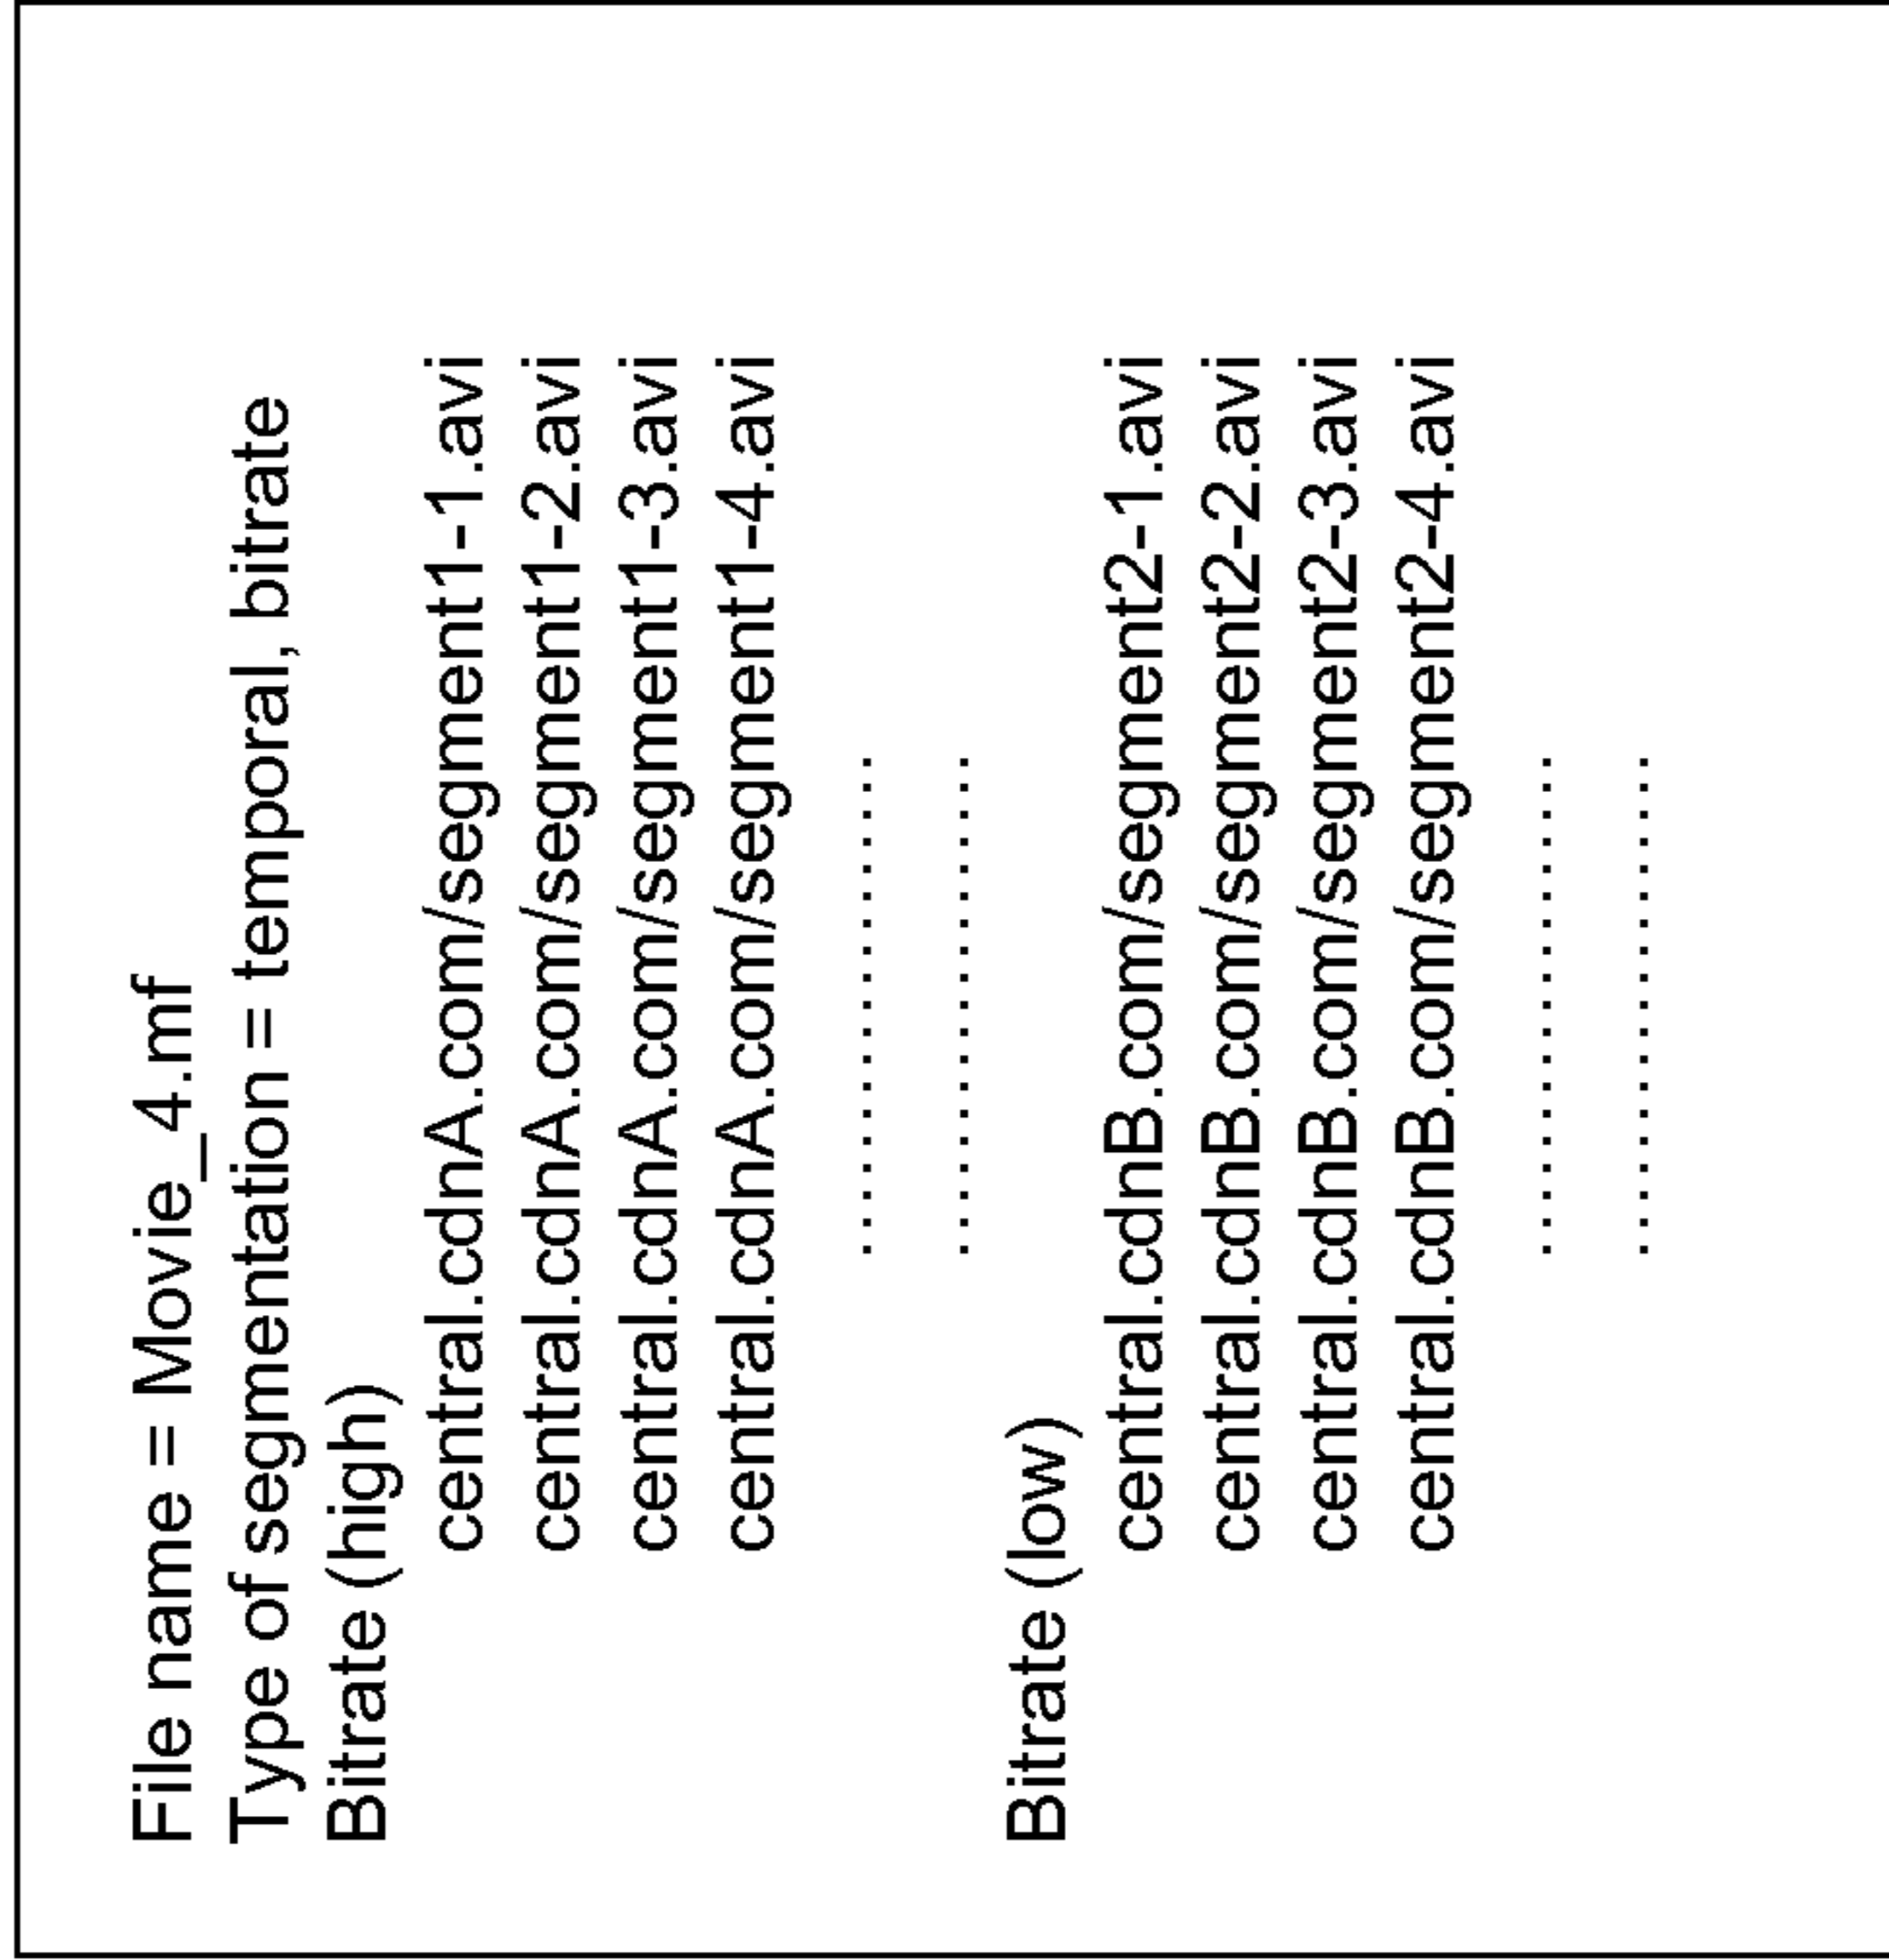 File name = Movie_4.mf
Type of segmentation = temporal, bitrate
Bitrate (high)
central.cdnA.com/segment1-1.avi
central.cdnA.com/segment1-2.avi
central.cdnA.com/segment1-3.avi
central.cdnA.com/segment1-4.avi
...................
...................
Bitrate (low)
central.cdnB.com/segment2-1.avi
central.cdnB.com/segment2-2.avi
central.cdnB.com/segment2-3.avi
central.cdnB.com/segment2-4.avi
...................
...................